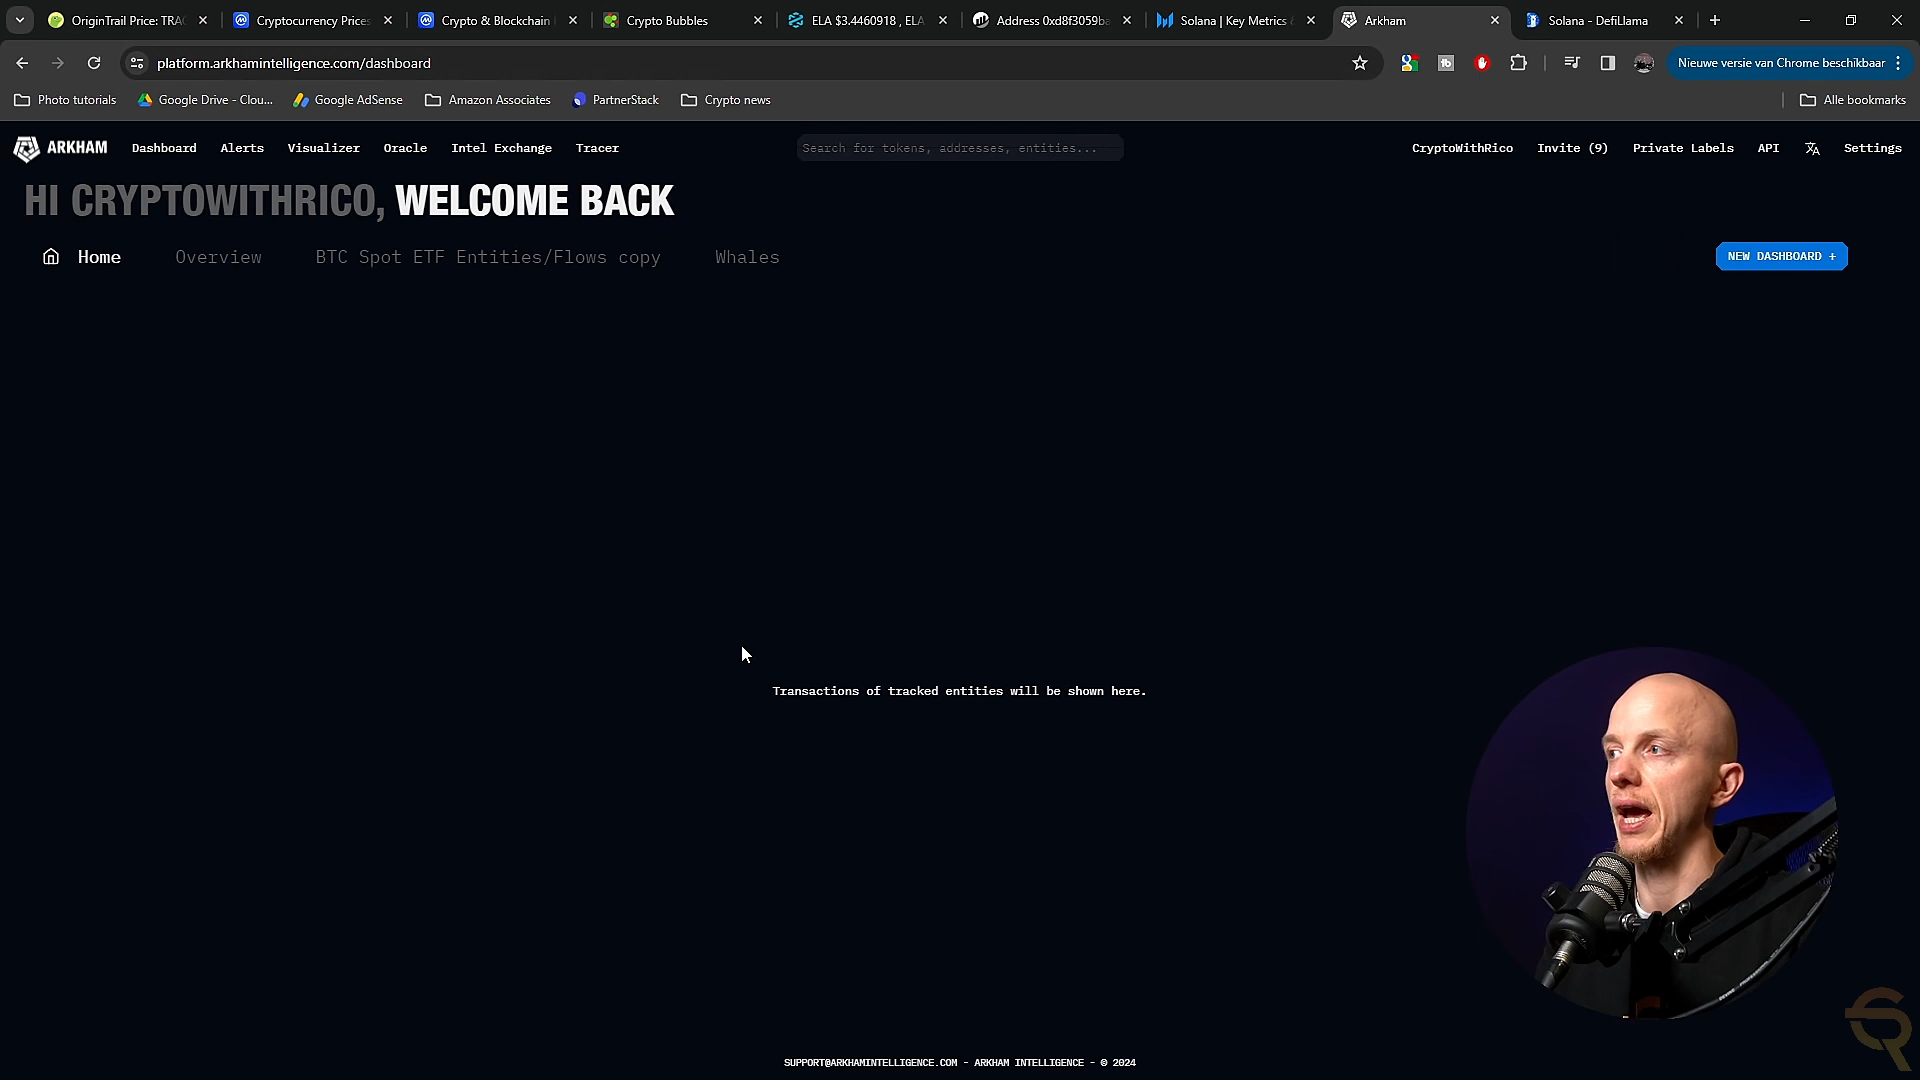 OriginTrail Price: TRAC
Cryptocurrency Prices
Crypto & Blockchain
Crypto Bubbles
ELA $3.4460918 , ELA
Address 0xd8f3059ba
Solana | Key Metrics
Arkham
Solana - DefiLlama
platform.arkhamintelligence.com/dashboard
Nieuwe versie van Chrome beschikbaar
Photo tutorials
Google Drive - Clou...
Google AdSense
Amazon Associates
PartnerStack
Crypto news
Alle bookmarks
ARKHAM
Dashboard
Alerts
Visualizer
Oracle
Intel Exchange
Tracer
Search for tokens, addresses, entities...
CryptoWithRico
Invite (9)
Private Labels
API
Settings
HI CRYPTOWITHRICO, WELCOME BACK
Home
Overview
BTC Spot ETF Entities/Flows copy
Whales
NEW DASHBOARD +
Transactions of tracked entities will be shown here.
SUPPORT@ARKHAMINTELLIGENCE.COM - ARKHAM INTELLIGENCE - © 2024